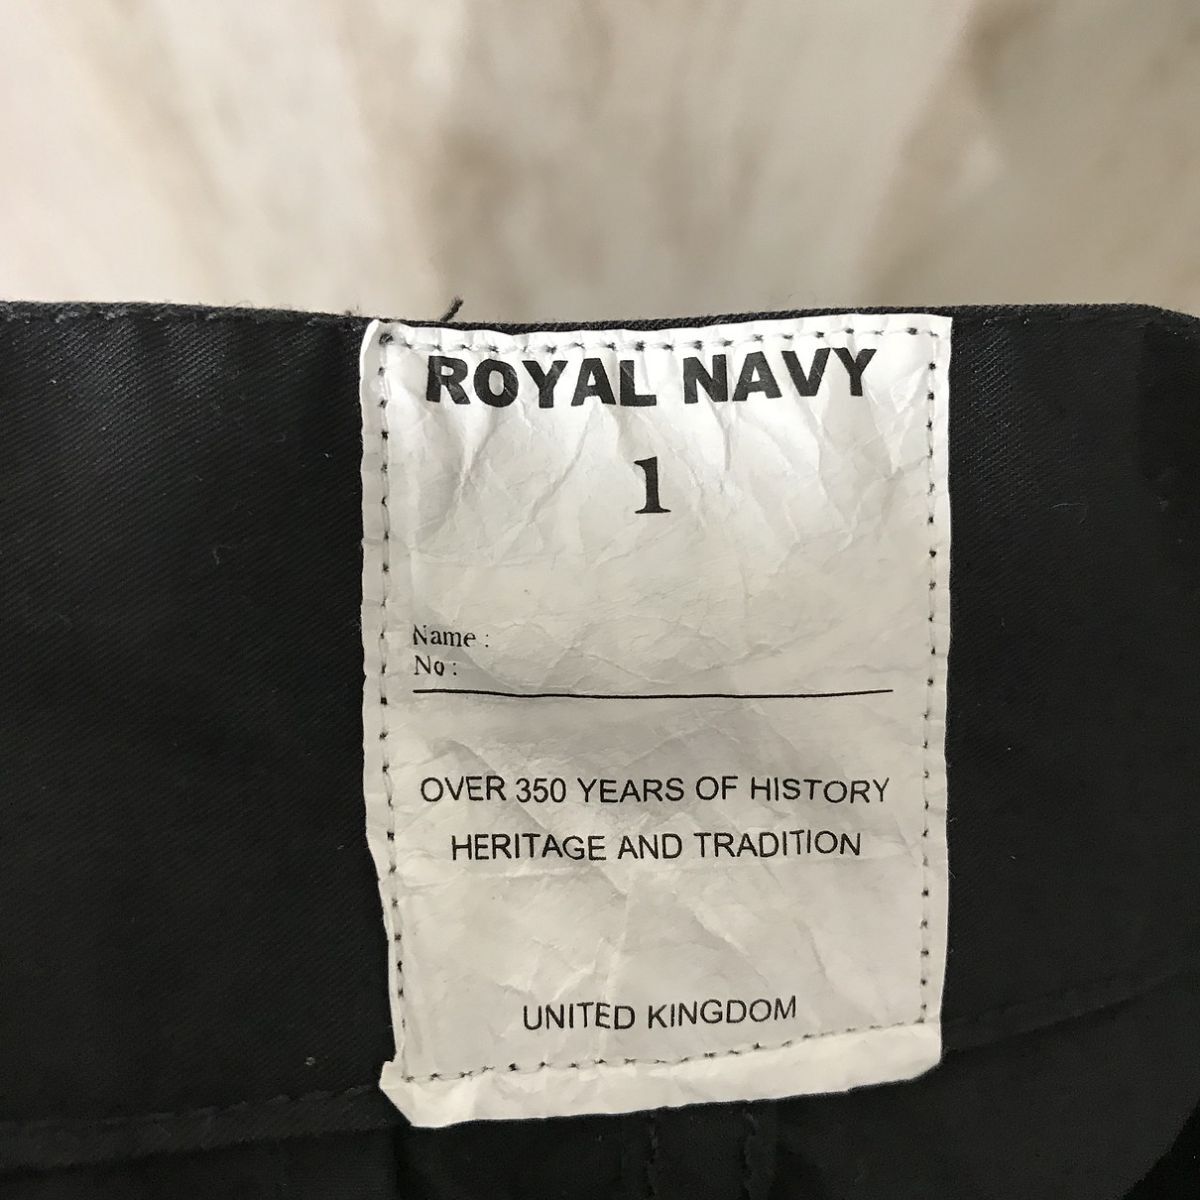 ROYAL NAVY
1
Name :
No :
OVER 350 YEARS OF HISTORY
HERITAGE AND TRADITION
UNITED KINGDOM